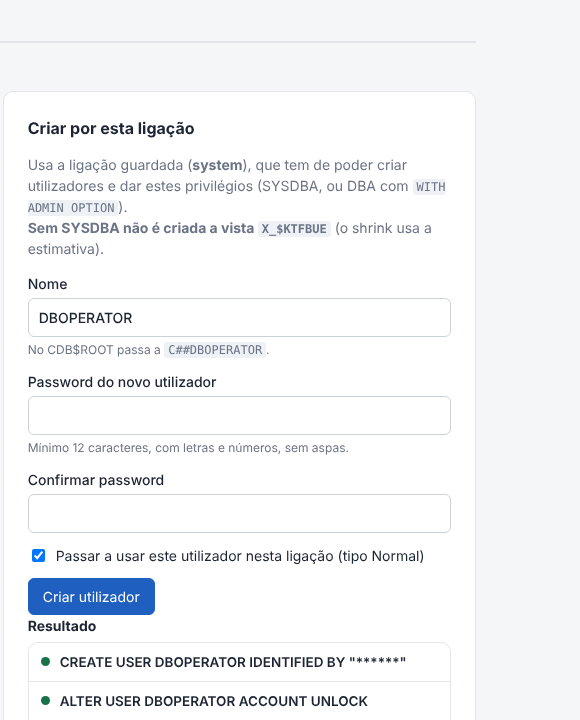 Criar por esta ligação
Usa a ligação guardada (system), que tem de poder criar
utilizadores e dar estes privilégios (SYSDBA, ou DBA com WITH
ADMIN OPTION).
Sem SYSDBA não é criada a vista X_$KTFBUE (o shrink usa a
estimativa).
Nome
DBOPERATOR
No CDB$ROOT passa a C##DBOPERATOR.
Password do novo utilizador
Mínimo 12 caracteres, com letras e números, sem aspas.
Confirmar password
Passar a usar este utilizador nesta ligação (tipo Normal)
Criar utilizador
Resultado
CREATE USER DBOPERATOR IDENTIFIED BY "******"
ALTER USER DBOPERATOR ACCOUNT UNLOCK